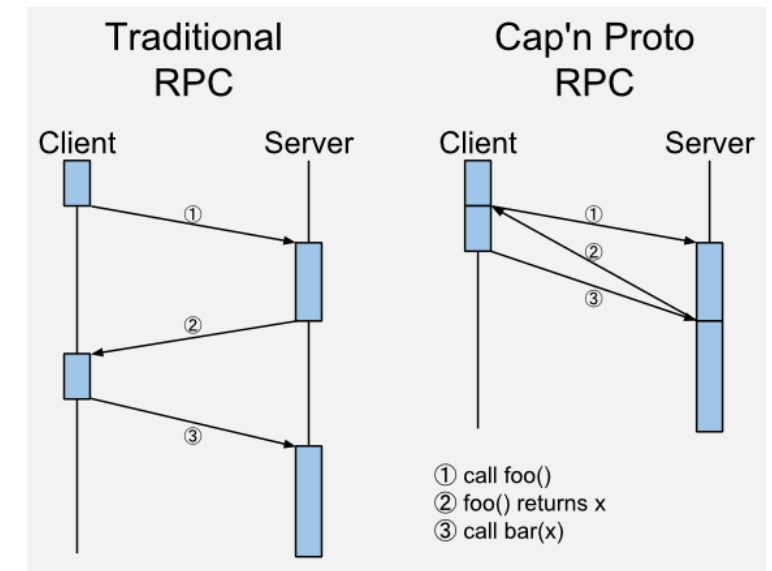 Traditional
RPC
Client
Server
①
②
③
Cap'n Proto
RPC
Client
Server
①
②
③
① call foo()
② foo() returns x
③ call bar(x)